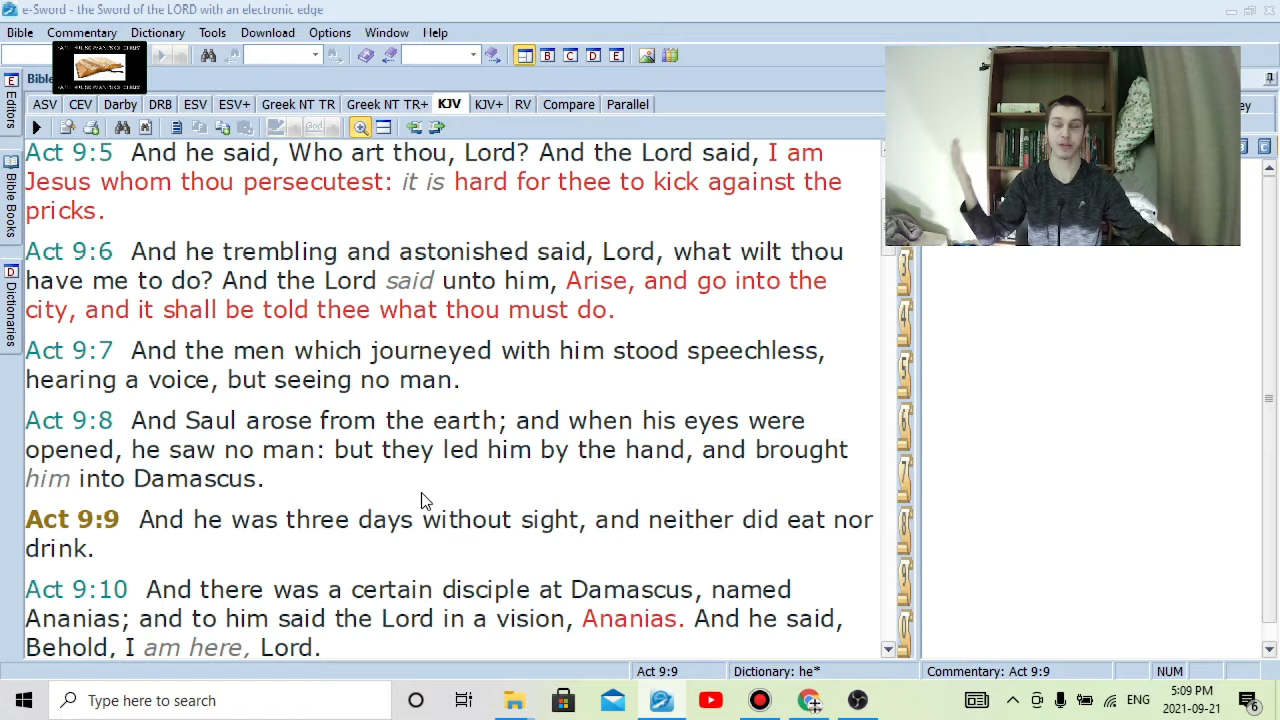 e-Sword - the Sword of the LORD with an electronic edge
Bible Commentary Dictionary Tools Download Options Window Help
B C D E
Bibl
ASV CEV Darby DRB ESV ESV+ Greek NT TR Greek NT TR+ KJV KJV+ RV Compare Parallel
Editors
Bible Books
Dictionaries
Act 9:5 And he said, Who art thou, Lord? And the Lord said, I am
Jesus whom thou persecutest: it is hard for thee to kick against the
pricks.
Act 9:6 And he trembling and astonished said, Lord, what wilt thou
have me to do? And the Lord said unto him, Arise, and go into the
city, and it shall be told thee what thou must do.
Act 9:7 And the men which journeyed with him stood speechless,
hearing a voice, but seeing no man.
Act 9:8 And Saul arose from the earth; and when his eyes were
opened, he saw no man: but they led him by the hand, and brought
him into Damascus.
Act 9:9 And he was three days without sight, and neither did eat nor
drink.
Act 9:10 And there was a certain disciple at Damascus, named
Ananias; and to him said the Lord in a vision, Ananias. And he said,
Behold, I am here, Lord.
Act 9:9 Dictionary: he* Commentary: Act 9:9 NUM
Type here to search
ENG
5:09 PM
2021-09-21
6